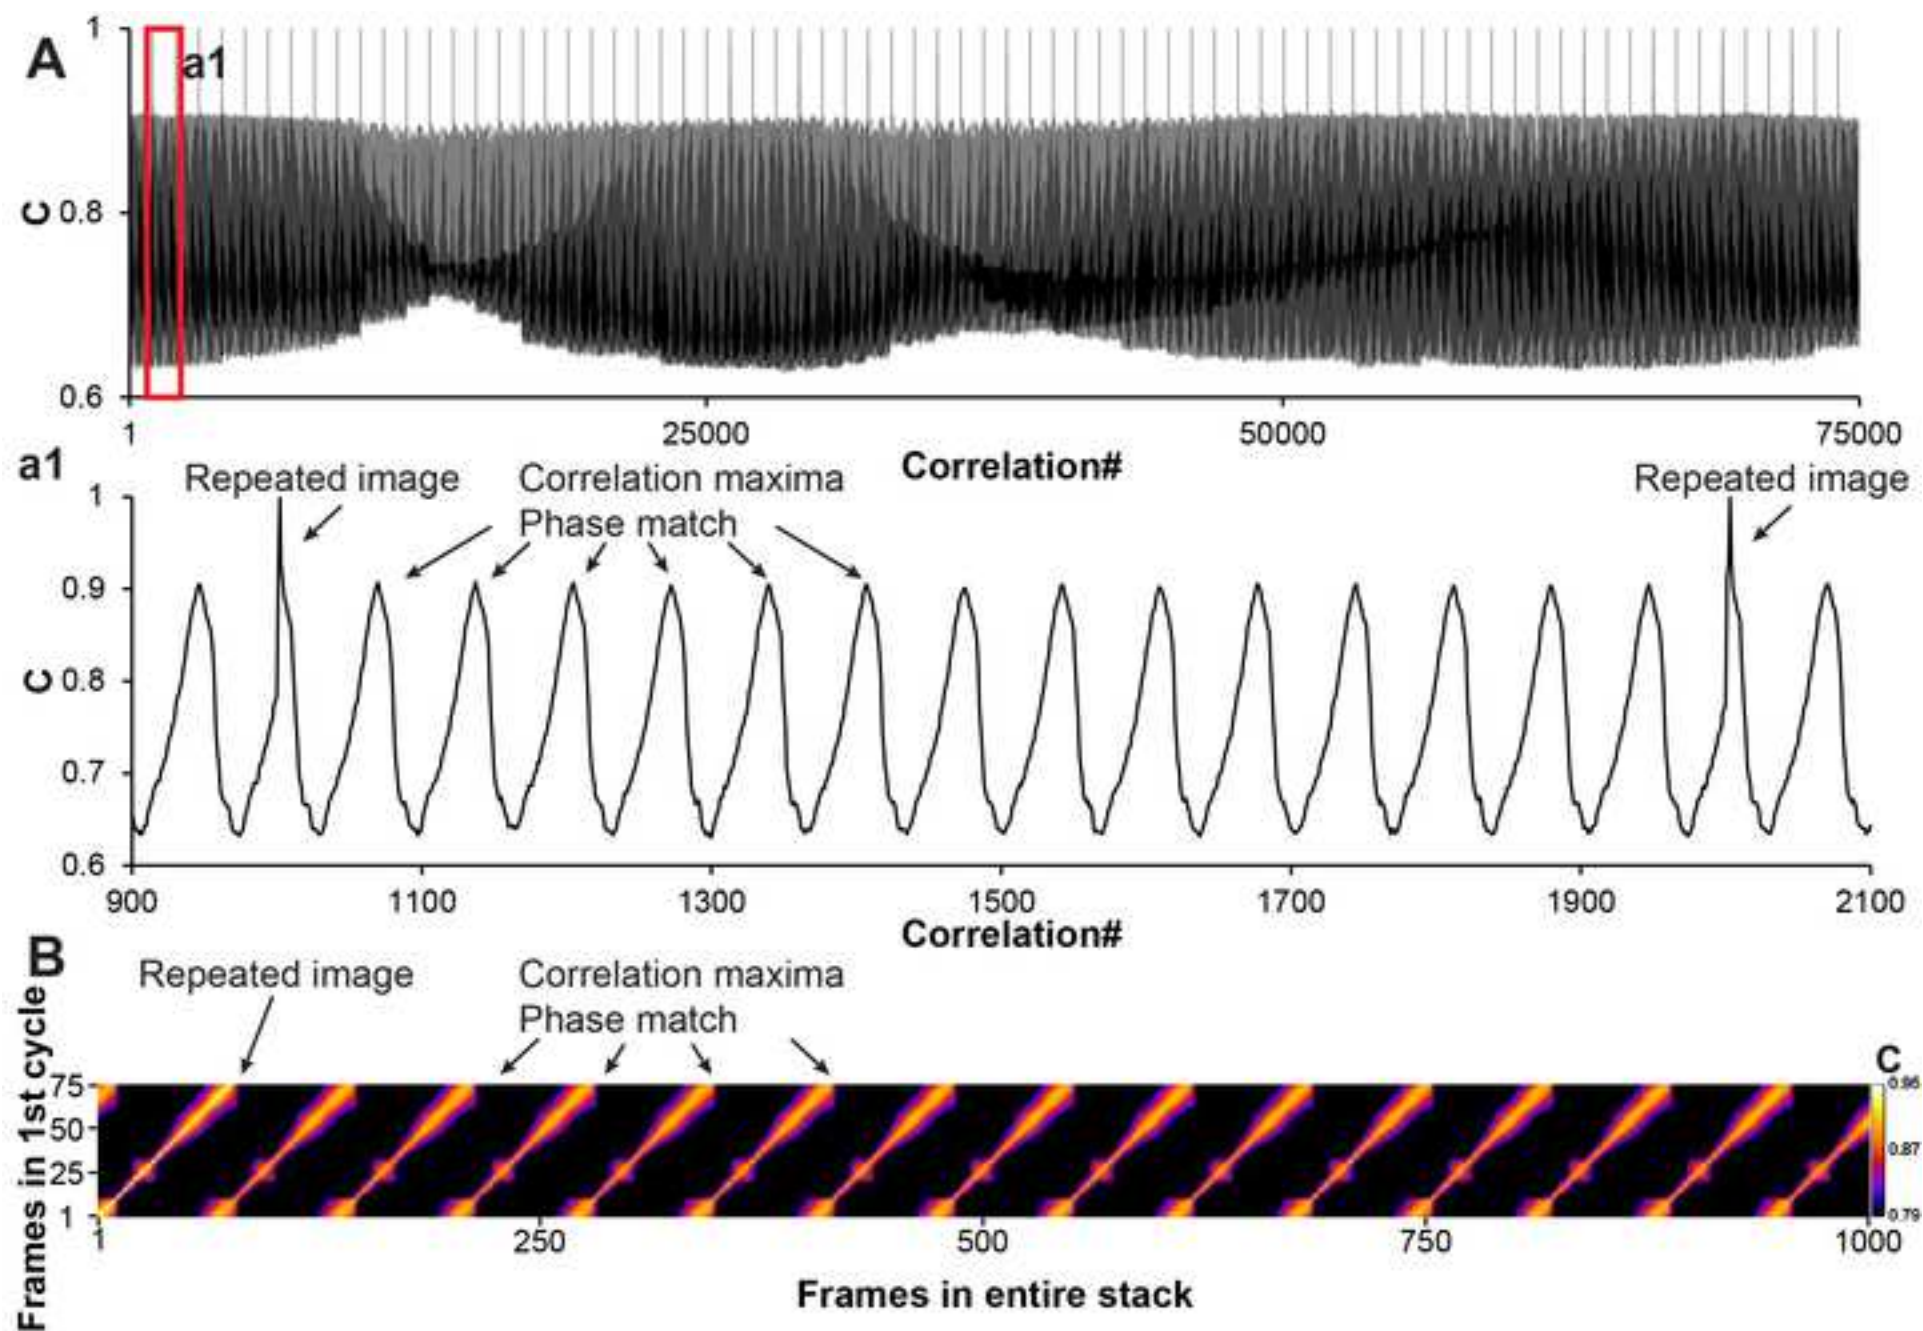 A
1
a1
C
0.8
0.6
1
25000
50000
75000
Correlation#
a1
Repeated image
Correlation maxima
Phase match
Repeated image
1
0.9
C
0.8
0.7
0.6
900
1100
1300
1500
1700
1900
2100
Correlation#
B
Repeated image
Correlation maxima
Phase match
Frames in 1st cycle
75
50
25
1
C
0.95
0.87
0.79
1
250
500
750
1000
Frames in entire stack